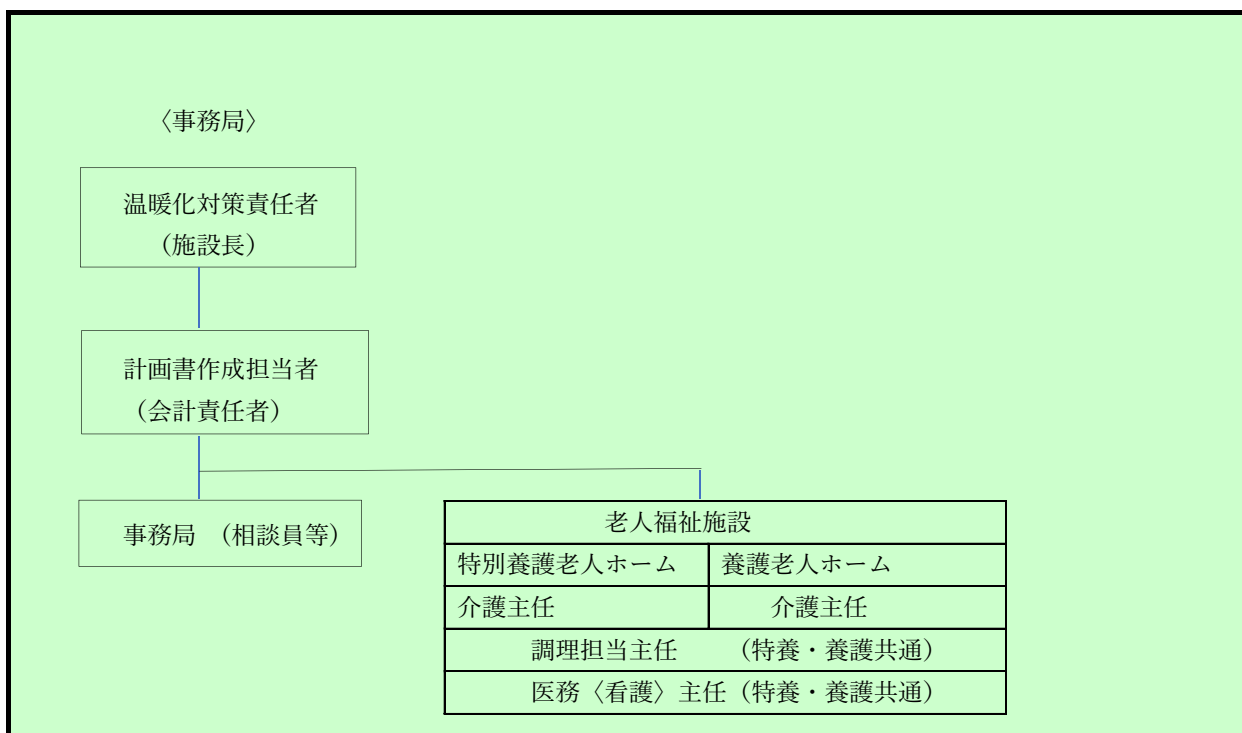 〈事務局〉
温暖化対策責任者
（施設長）
計画書作成担当者
（会計責任者）
事務局　（相談員等）
老人福祉施設
特別養護老人ホーム　養護老人ホーム
介護主任　介護主任
調理担当主任　（特養・養護共通）
医務〈看護〉主任（特養・養護共通）